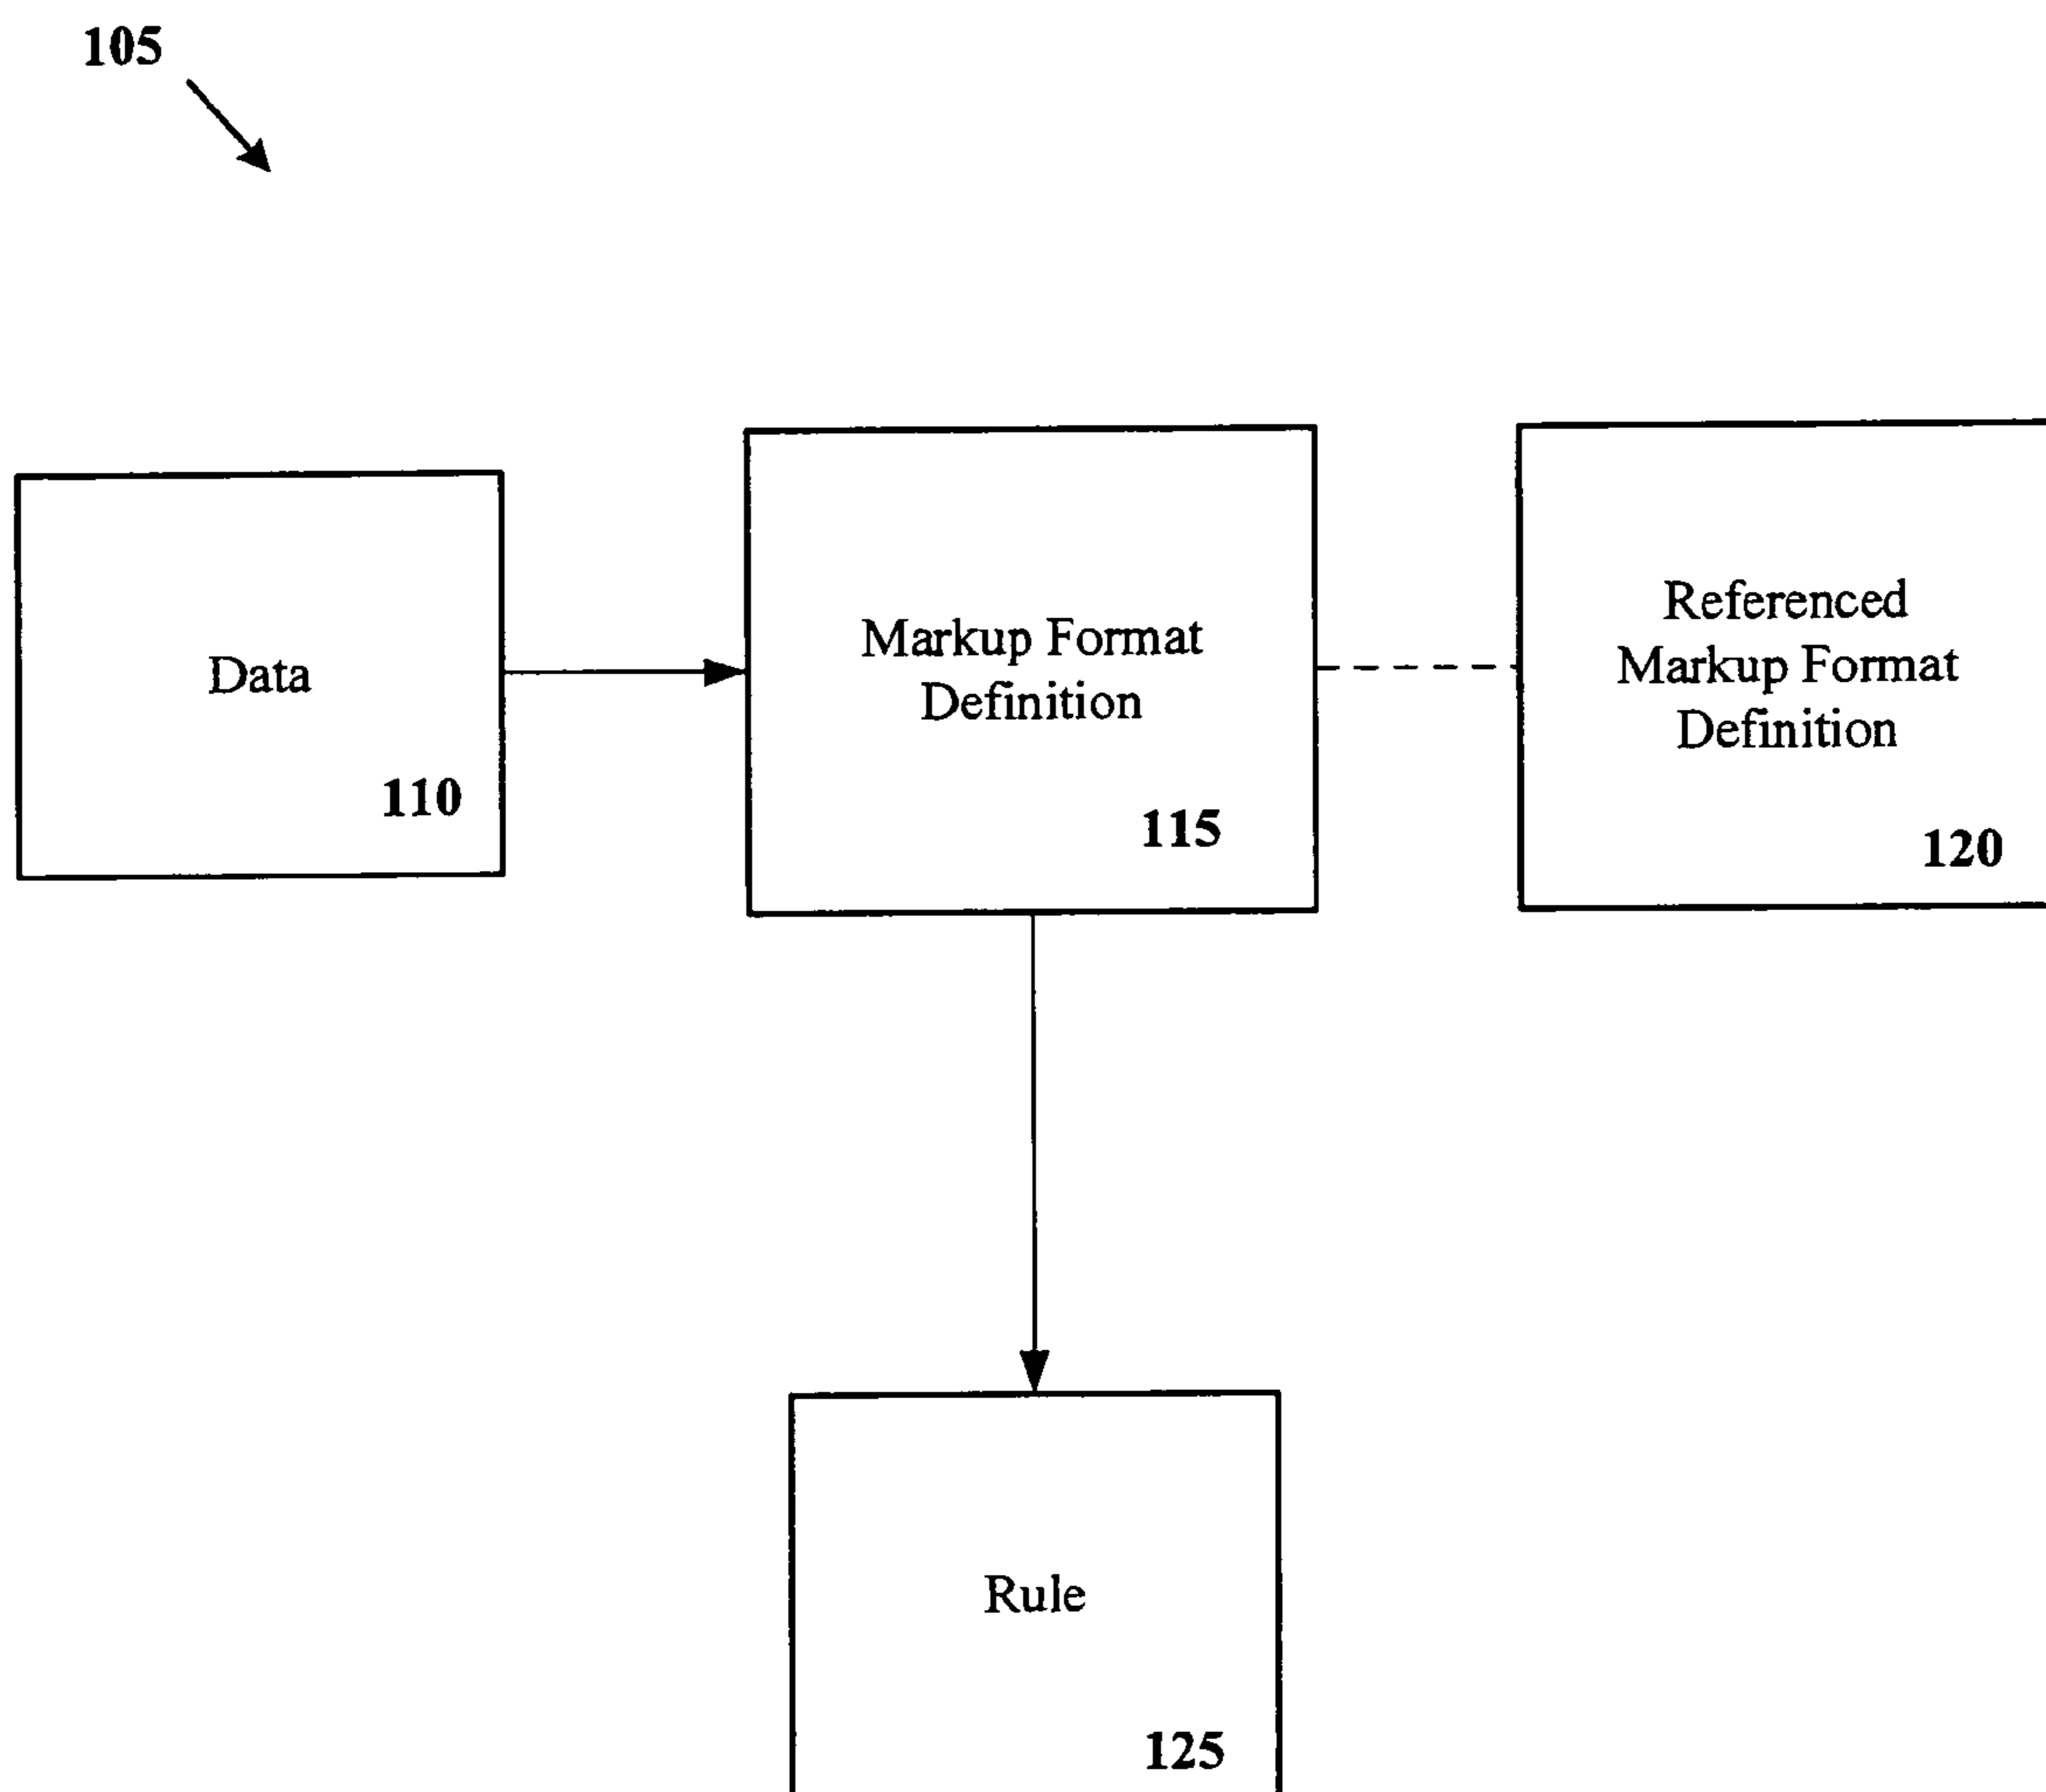 105
Data
110
Markup Format
Definition
115
Referenced
Markup Format
Definition
120
Rule
125